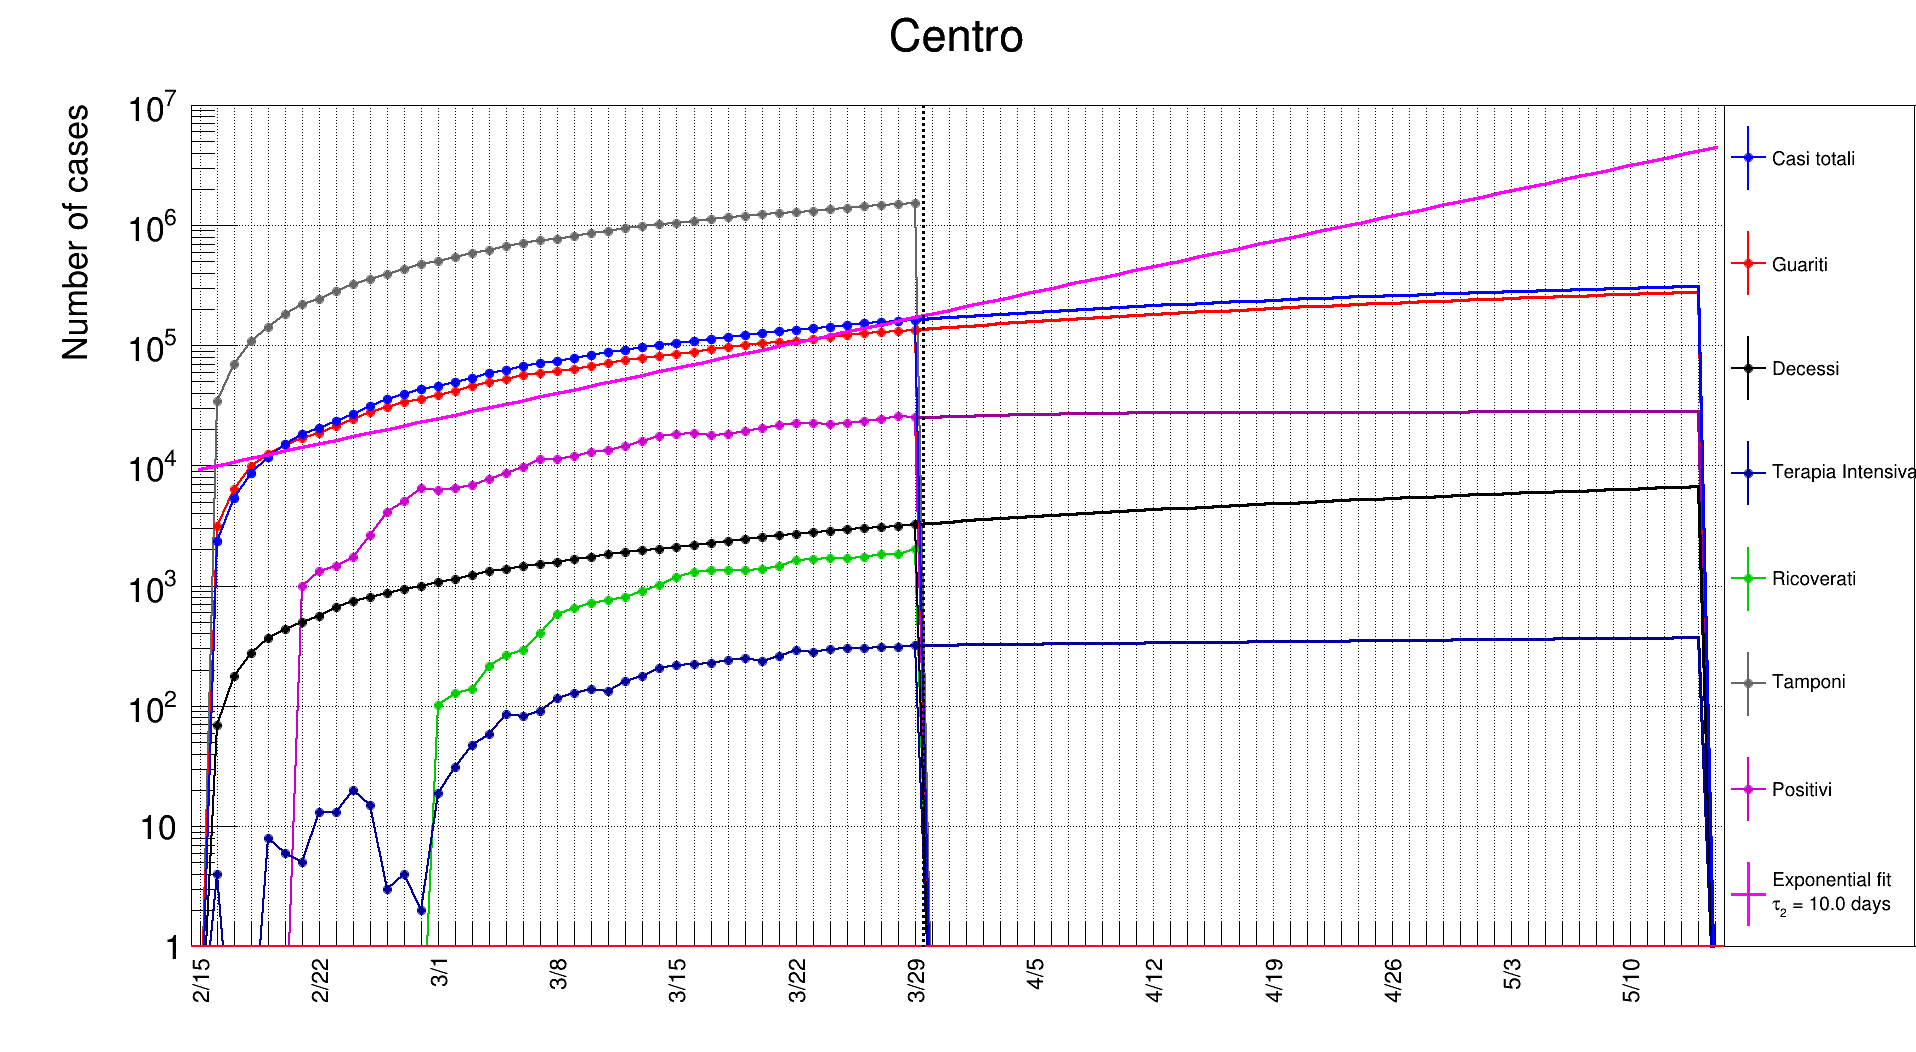 Centro
Number of cases
10^7
10^6
10^5
10^4
10^3
10^2
10
1
2/15
2/22
3/1
3/8
3/15
3/22
3/29
4/5
4/12
4/19
4/26
5/3
5/10
Casi totali
Guariti
Decessi
Terapia Intensiva
Ricoverati
Tamponi
Positivi
Exponential fit
τ₂ = 10.0 days